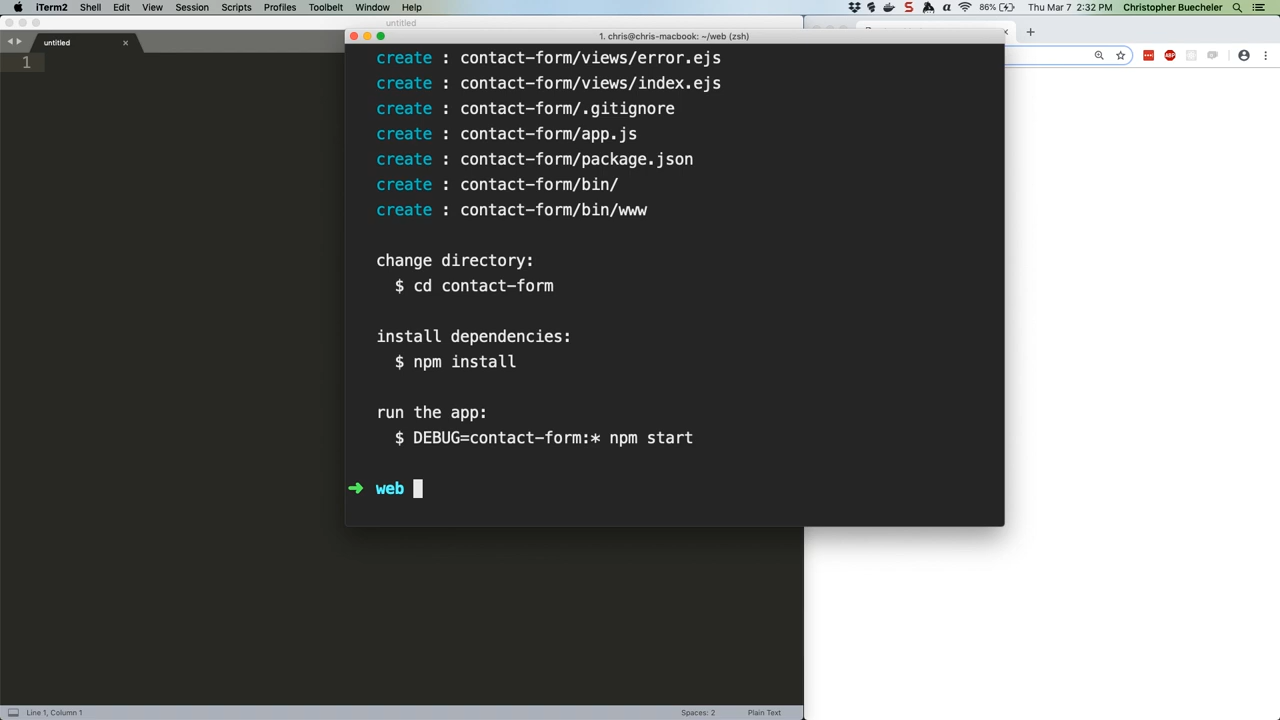 iTerm2 Shell Edit View Session Scripts Profiles Toolbelt Window Help 86% Thu Mar 7 2:32 PM Christopher Buecheler
untitled
untitled
1. chris@chris-macbook: ~/web (zsh)
1
create : contact-form/views/error.ejs
create : contact-form/views/index.ejs
create : contact-form/.gitignore
create : contact-form/app.js
create : contact-form/package.json
create : contact-form/bin/
create : contact-form/bin/www
change directory:
$ cd contact-form
install dependencies:
$ npm install
run the app:
$ DEBUG=contact-form:* npm start
➜ web
Line 1, Column 1 Spaces: 2 Plain Text